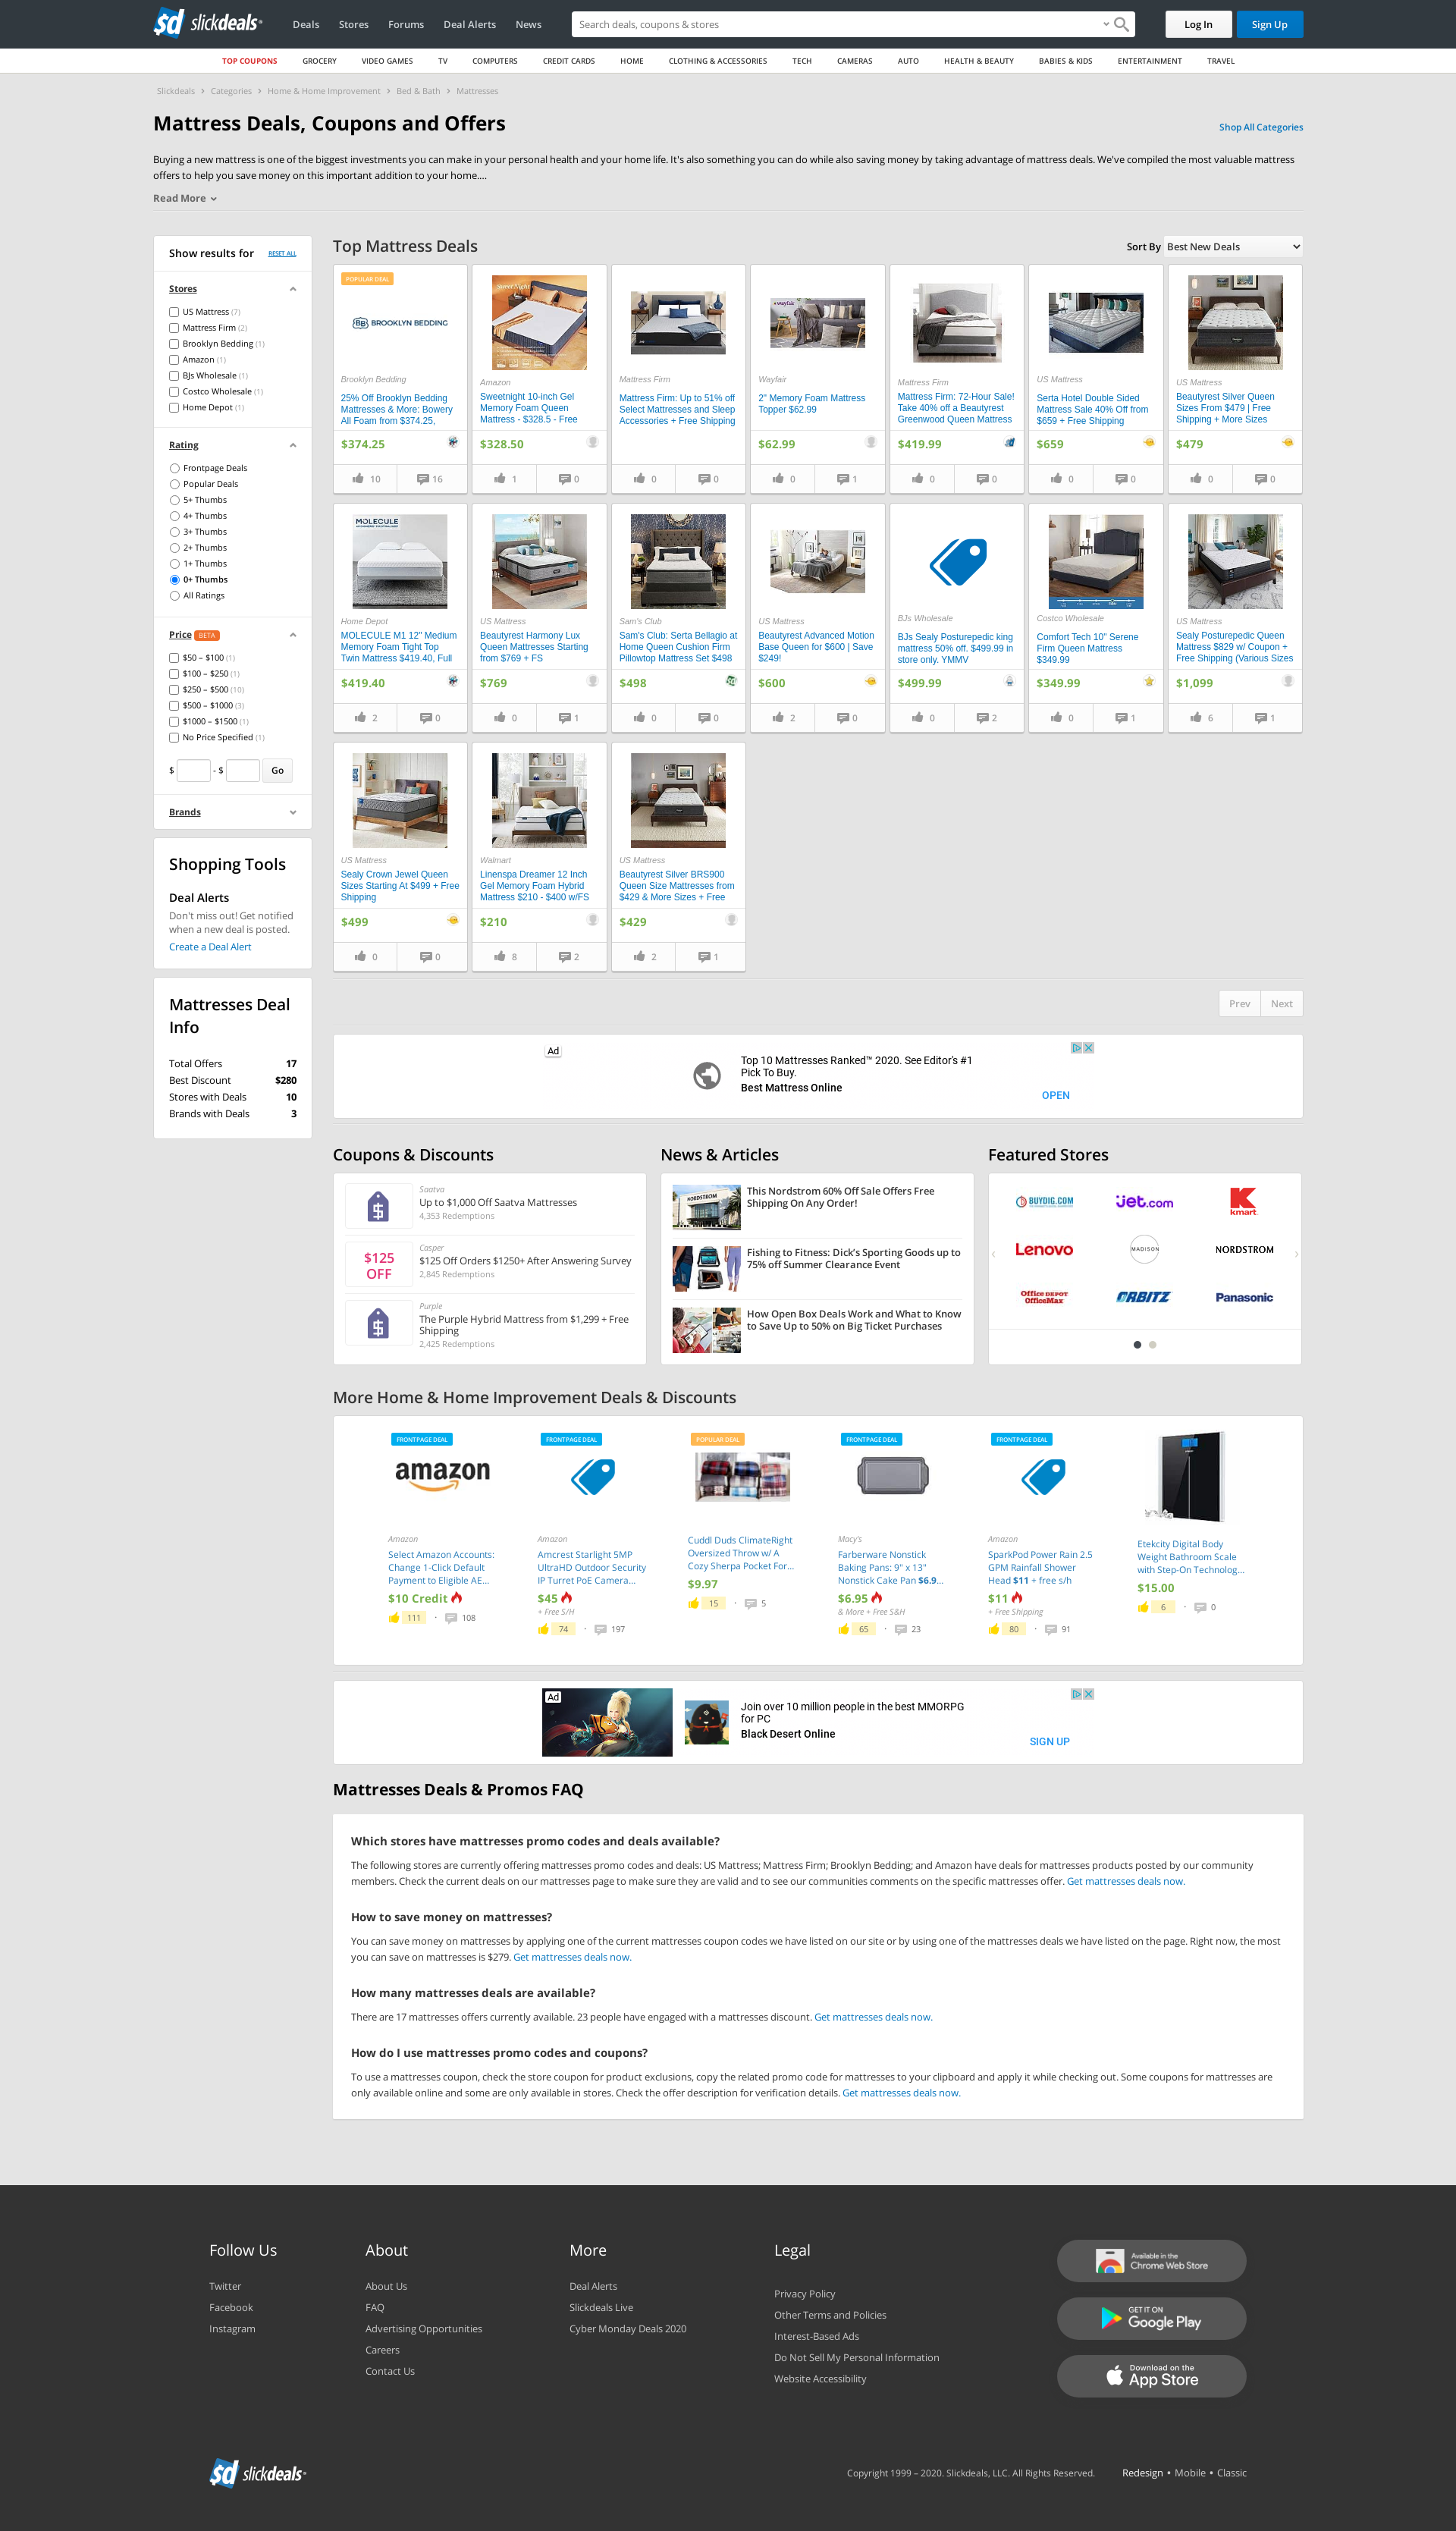 slickdeals
Deals Stores Forums Deal Alerts News
Search deals, coupons & stores
Log In Sign Up
TOP COUPONS GROCERY VIDEO GAMES TV COMPUTERS CREDIT CARDS HOME CLOTHING & ACCESSORIES TECH CAMERAS AUTO HEALTH & BEAUTY BABIES & KIDS ENTERTAINMENT TRAVEL
Slickdeals > Categories > Home & Home Improvement > Bed & Bath > Mattresses
Mattress Deals, Coupons and Offers
Shop All Categories
Buying a new mattress is one of the biggest investments you can make in your personal health and your home life. It's also something you can do while also saving money by taking advantage of mattress deals. We've compiled the most valuable mattress
offers to help you save money on this important addition to your home....
Read More
Show results for RESET ALL
Stores
US Mattress (7)
Mattress Firm (2)
Brooklyn Bedding (1)
Amazon (1)
BJs Wholesale (1)
Costco Wholesale (1)
Home Depot (1)
Rating
Frontpage Deals
Popular Deals
5+ Thumbs
4+ Thumbs
3+ Thumbs
2+ Thumbs
1+ Thumbs
0+ Thumbs
All Ratings
Price BETA
$50 – $100 (1)
$100 – $250 (1)
$250 – $500 (10)
$500 – $1000 (3)
$1000 – $1500 (1)
No Price Specified (1)
$ - $ Go
Brands
Shopping Tools
Deal Alerts
Don't miss out! Get notified
when a new deal is posted.
Create a Deal Alert
Mattresses Deal
Info
Total Offers 17
Best Discount $280
Stores with Deals 10
Brands with Deals 3
Top Mattress Deals
Sort By Best New Deals
POPULAR DEAL
BB BROOKLYN BEDDING
Brooklyn Bedding
25% Off Brooklyn Bedding
Mattresses & More: Bowery
All Foam from $374.25,
$374.25
10 16
Amazon
Sweetnight 10-inch Gel
Memory Foam Queen
Mattress - $328.5 - Free
$328.50
1 0
Mattress Firm
Mattress Firm: Up to 51% off
Select Mattresses and Sleep
Accessories + Free Shipping
0 0
wayfair
Wayfair
2" Memory Foam Mattress
Topper $62.99
$62.99
0 1
Mattress Firm
Mattress Firm: 72-Hour Sale!
Take 40% off a Beautyrest
Greenwood Queen Mattress
$419.99
0 0
US Mattress
Serta Hotel Double Sided
Mattress Sale 40% Off from
$659 + Free Shipping
$659
0 0
US Mattress
Beautyrest Silver Queen
Sizes From $479 | Free
Shipping + More Sizes
$479
0 0
MOLECULE
Home Depot
MOLECULE M1 12" Medium
Memory Foam Tight Top
Twin Mattress $419.40, Full
$419.40
2 0
US Mattress
Beautyrest Harmony Lux
Queen Mattresses Starting
from $769 + FS
$769
0 1
Sam's Club
Sam's Club: Serta Bellagio at
Home Queen Cushion Firm
Pillowtop Mattress Set $498
$498
0 0
US Mattress
Beautyrest Advanced Motion
Base Queen for $600 | Save
$249!
$600
2 0
BJs Wholesale
BJs Sealy Posturepedic king
mattress 50% off. $499.99 in
store only. YMMV
$499.99
0 2
Costco Wholesale
Comfort Tech 10" Serene
Firm Queen Mattress
$349.99
$349.99
0 1
US Mattress
Sealy Posturepedic Queen
Mattress $829 w/ Coupon +
Free Shipping (Various Sizes
$1,099
6 1
US Mattress
Sealy Crown Jewel Queen
Sizes Starting At $499 + Free
Shipping
$499
0 0
Walmart
Linenspa Dreamer 12 Inch
Gel Memory Foam Hybrid
Mattress $210 - $400 w/FS
$210
8 2
US Mattress
Beautyrest Silver BRS900
Queen Size Mattresses from
$429 & More Sizes + Free
$429
2 1
Prev Next
Ad
Top 10 Mattresses Ranked™ 2020. See Editor's #1
Pick To Buy.
Best Mattress Online
OPEN
Coupons & Discounts
Saatva
Up to $1,000 Off Saatva Mattresses
4,353 Redemptions
$125
OFF
Casper
$125 Off Orders $1250+ After Answering Survey
2,845 Redemptions
Purple
The Purple Hybrid Mattress from $1,299 + Free
Shipping
2,425 Redemptions
News & Articles
NORDSTROM
This Nordstrom 60% Off Sale Offers Free
Shipping On Any Order!
Fishing to Fitness: Dick's Sporting Goods up to
75% off Summer Clearance Event
How Open Box Deals Work and What to Know
to Save Up to 50% on Big Ticket Purchases
Featured Stores
BUYDIG.COM jet.com kmart
Lenovo MADISON NORDSTROM
Office DEPOT
OfficeMax
ORBITZ Panasonic
More Home & Home Improvement Deals & Discounts
FRONTPAGE DEAL
amazon
Amazon
Select Amazon Accounts:
Change 1-Click Default
Payment to Eligible AE...
$10 Credit
111 · 108
FRONTPAGE DEAL
Amazon
Amcrest Starlight 5MP
UltraHD Outdoor Security
IP Turret PoE Camera...
$45
+ Free S/H
74 · 197
POPULAR DEAL
Cuddl Duds ClimateRight
Oversized Throw w/ A
Cozy Sherpa Pocket For...
$9.97
15 · 5
FRONTPAGE DEAL
Macy's
Farberware Nonstick
Baking Pans: 9" x 13"
Nonstick Cake Pan $6.9...
$6.95
& More + Free S&H
65 · 23
FRONTPAGE DEAL
Amazon
SparkPod Power Rain 2.5
GPM Rainfall Shower
Head $11 + free s/h
$11
+ Free Shipping
80 · 91
Etekcity Digital Body
Weight Bathroom Scale
with Step-On Technolog...
$15.00
6 · 0
Ad
Join over 10 million people in the best MMORPG
for PC
Black Desert Online
SIGN UP
Mattresses Deals & Promos FAQ
Which stores have mattresses promo codes and deals available?
The following stores are currently offering mattresses promo codes and deals: US Mattress; Mattress Firm; Brooklyn Bedding; and Amazon have deals for mattresses products posted by our community
members. Check the current deals on our mattresses page to make sure they are valid and to see our communities comments on the specific mattresses offer. Get mattresses deals now.
How to save money on mattresses?
You can save money on mattresses by applying one of the current mattresses coupon codes we have listed on our site or by using one of the mattresses deals we have listed on the page. Right now, the most
you can save on mattresses is $279. Get mattresses deals now.
How many mattresses deals are available?
There are 17 mattresses offers currently available. 23 people have engaged with a mattresses discount. Get mattresses deals now.
How do I use mattresses promo codes and coupons?
To use a mattresses coupon, check the store coupon for product exclusions, copy the related promo code for mattresses to your clipboard and apply it while checking out. Some coupons for mattresses are
only available online and some are only available in stores. Check the offer description for verification details. Get mattresses deals now.
Follow Us
Twitter
Facebook
Instagram
About
About Us
FAQ
Advertising Opportunities
Careers
Contact Us
More
Deal Alerts
Slickdeals Live
Cyber Monday Deals 2020
Legal
Privacy Policy
Other Terms and Policies
Interest-Based Ads
Do Not Sell My Personal Information
Website Accessibility
Available in the
Chrome Web Store
GET IT ON
Google Play
Download on the
App Store
slickdeals
Copyright 1999 – 2020. Slickdeals, LLC. All Rights Reserved. Redesign • Mobile • Classic